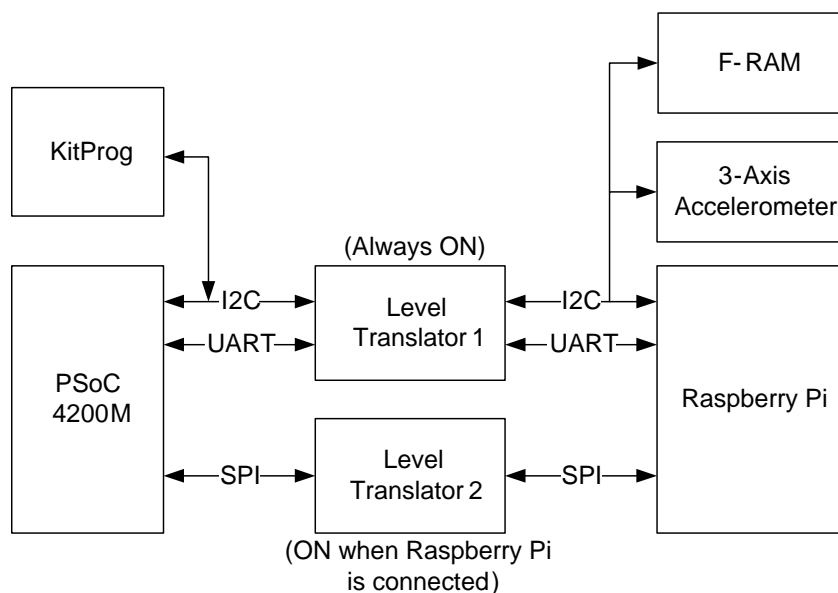 F-RAM
KitProg
3-Axis
Accelerometer
(Always ON)
I2C
Level
Translator 1
I2C
UART
UART
PSoC
4200M
Raspberry Pi
SPI
Level
Translator 2
SPI
(ON when Raspberry Pi
is connected)